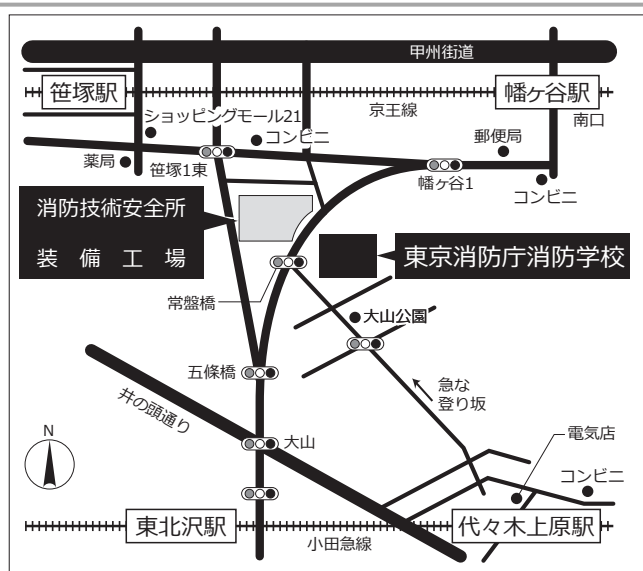 甲州街道
笹塚駅
京王線
幡ヶ谷駅
南口
ショッピングモール21
コンビニ
郵便局
薬局
笹塚1東
幡ヶ谷1
コンビニ
消防技術安全所
装備工場
東京消防庁消防学校
常盤橋
大山公園
五條橋
急な
登り坂
井の頭通り
大山
電気店
N
コンビニ
東北沢駅
小田急線
代々木上原駅